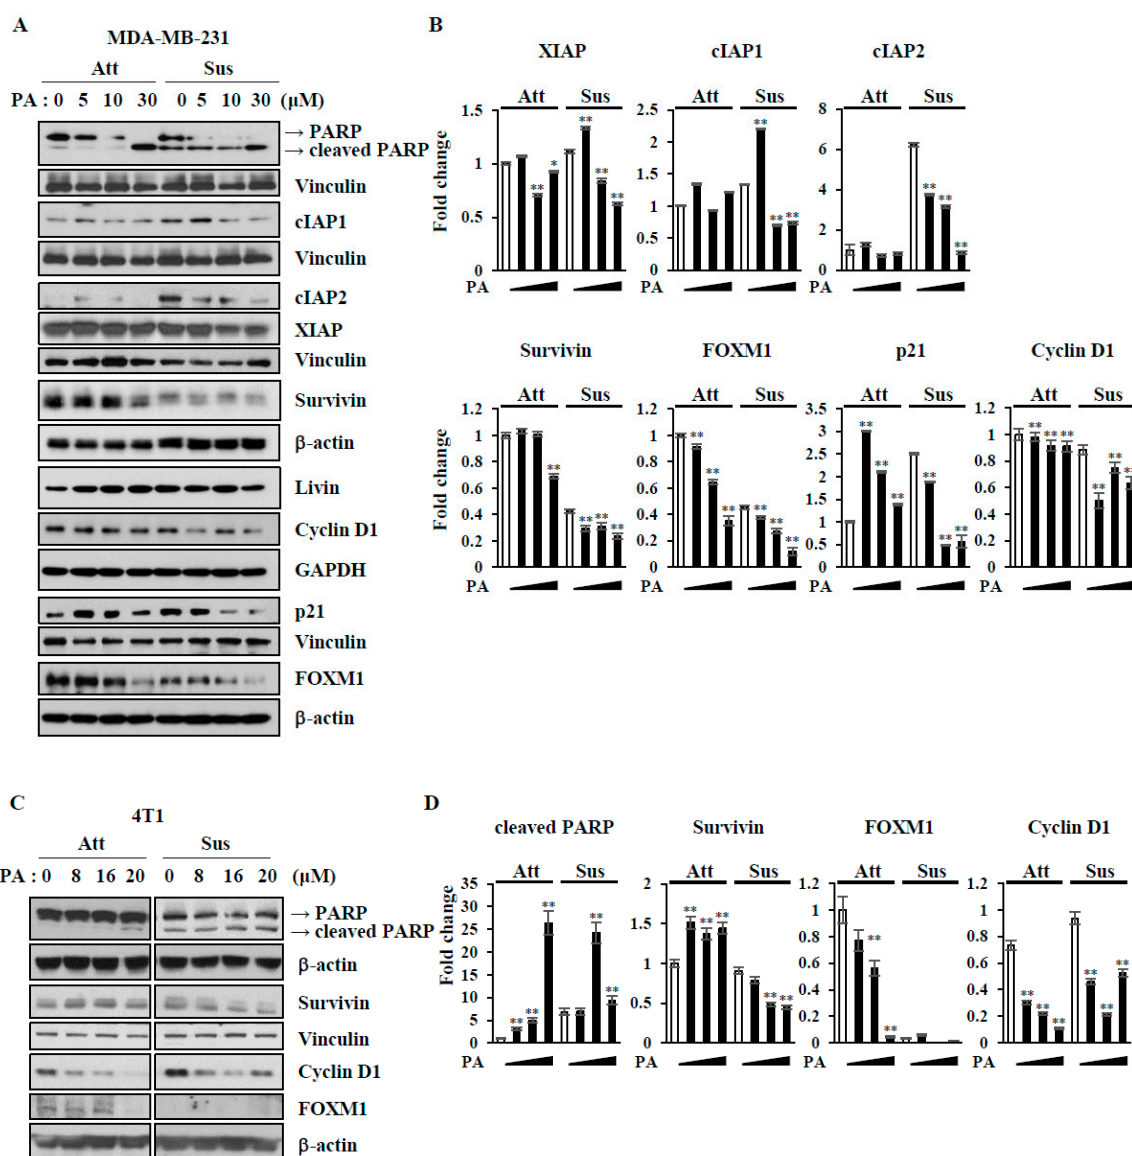 A
MDA-MB-231
Att Sus
PA : 0 5 10 30 0 5 10 30 (μM)
→ PARP
→ cleaved PARP
Vinculin
cIAP1
Vinculin
cIAP2
XIAP
Vinculin
Survivin
β-actin
Livin
Cyclin D1
GAPDH
p21
Vinculin
FOXM1
β-actin
B
XIAP cIAP1 cIAP2
Att Sus Att Sus Att Sus
Fold change
1.5
1
0.5
0
2.5
2
1.5
1
0.5
0
8
6
4
2
0
** * ** ** **
** ** **
** ** **
PA PA PA
Survivin FOXM1 p21 Cyclin D1
Att Sus Att Sus Att Sus Att Sus
Fold change
1.2
1
0.8
0.6
0.4
0.2
0
1.2
1
0.8
0.6
0.4
0.2
0
3.5
3
2.5
2
1.5
1
0.5
0
1.2
1
0.8
0.6
0.4
0.2
0
** ** ** **
** ** ** ** ** **
** ** ** ** ** **
** ** ** ** ** **
PA PA PA PA
C
4T1
Att Sus
PA : 0 8 16 20 0 8 16 20 (μM)
→ PARP
→ cleaved PARP
β-actin
Survivin
Vinculin
Cyclin D1
FOXM1
β-actin
D
cleaved PARP Survivin FOXM1 Cyclin D1
Att Sus Att Sus Att Sus Att Sus
Fold change
35
30
25
20
15
10
5
0
2
1.5
1
0.5
0
1.2
1
0.8
0.6
0.4
0.2
0
1.2
1
0.8
0.6
0.4
0.2
0
** ** ** ** **
** ** ** ** **
** **
** ** ** ** ** **
PA PA PA PA